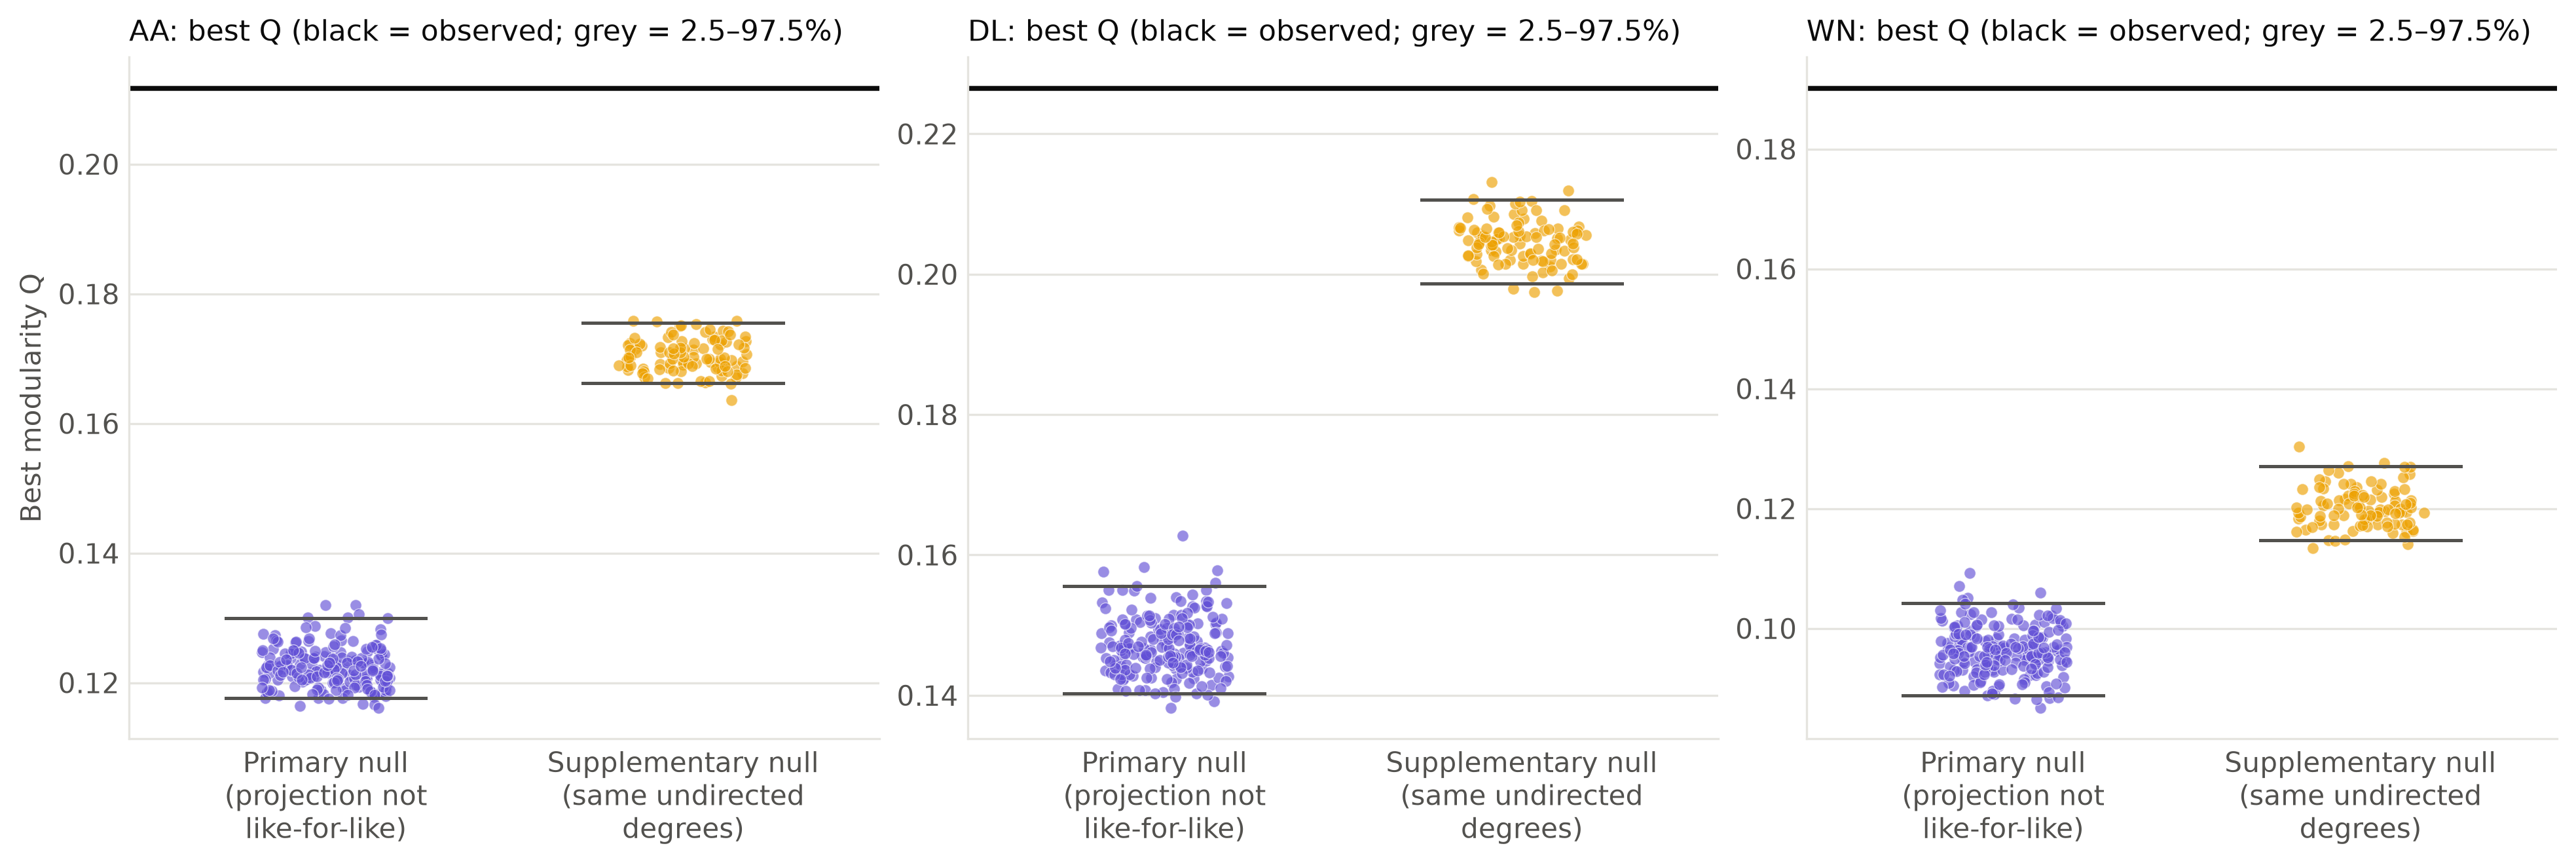 AA: best Q (black = observed; grey = 2.5–97.5%)
DL: best Q (black = observed; grey = 2.5–97.5%)
WN: best Q (black = observed; grey = 2.5–97.5%)
Best modularity Q
0.20
0.18
0.16
0.14
0.12
0.22
0.20
0.18
0.16
0.14
0.18
0.16
0.14
0.12
0.10
Primary null
(projection not
like-for-like)
Supplementary null
(same undirected
degrees)
Primary null
(projection not
like-for-like)
Supplementary null
(same undirected
degrees)
Primary null
(projection not
like-for-like)
Supplementary null
(same undirected
degrees)